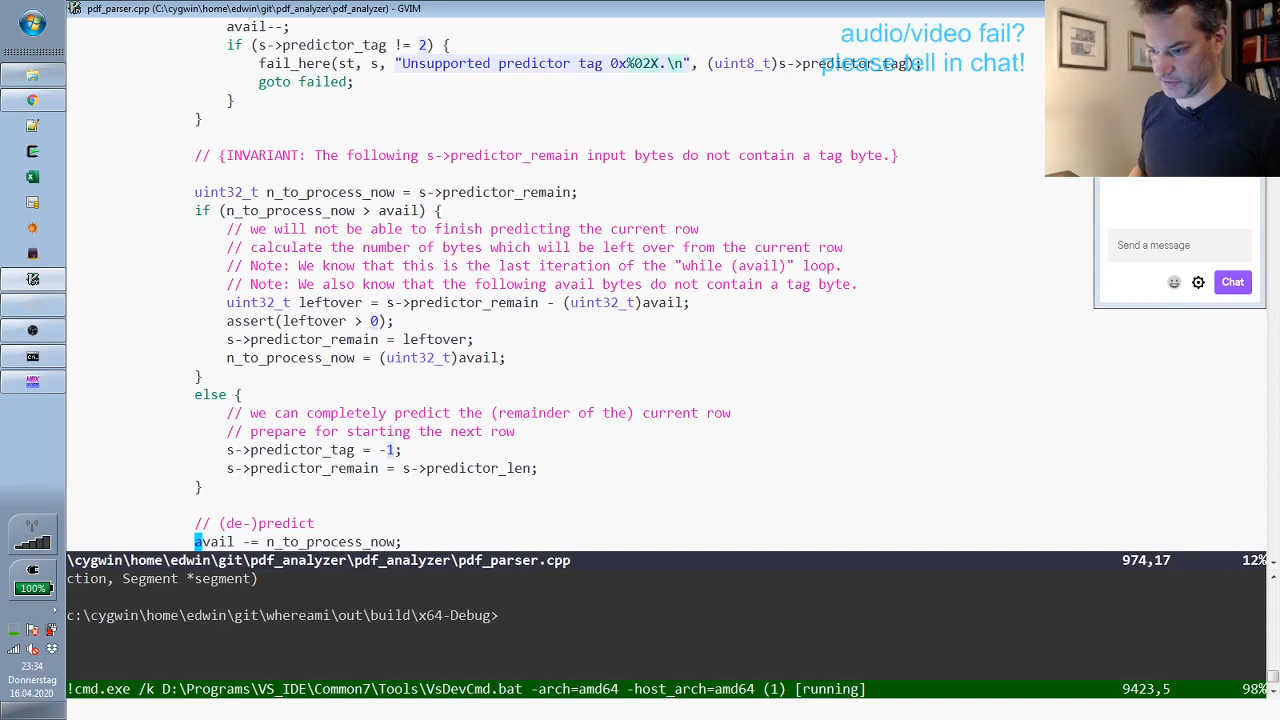 pdf_parser.cpp (C:\cygwin\home\edwin\git\pdf_analyzer\pdf_analyzer) - GVIM
avail--;
if (s->predictor_tag != 2) {
fail_here(st, s, "Unsupported predictor tag 0x%02X.\n", (uint8_t)s->predictor_tag);
goto failed;
}
}
audio/video fail?
please tell in chat!
// {INVARIANT: The following s->predictor_remain input bytes do not contain a tag byte.}
uint32_t n_to_process_now = s->predictor_remain;
if (n_to_process_now > avail) {
// we will not be able to finish predicting the current row
// calculate the number of bytes which will be left over from the current row
// Note: We know that this is the last iteration of the "while (avail)" loop.
// Note: We also know that the following avail bytes do not contain a tag byte.
uint32_t leftover = s->predictor_remain - (uint32_t)avail;
assert(leftover > 0);
s->predictor_remain = leftover;
n_to_process_now = (uint32_t)avail;
}
else {
// we can completely predict the (remainder of the) current row
// prepare for starting the next row
s->predictor_tag = -1;
s->predictor_remain = s->predictor_len;
}
// (de-)predict
avail -= n_to_process_now;
\cygwin\home\edwin\git\pdf_analyzer\pdf_analyzer\pdf_parser.cpp 974,17 12%
ction, Segment *segment)
c:\cygwin\home\edwin\git\whereami\out\build\x64-Debug>
!cmd.exe /k D:\Programs\VS_IDE\Common7\Tools\VsDevCmd.bat -arch=amd64 -host_arch=amd64 (1) [running] 9423,5 98%
Send a message
Chat
HEX
100%
23:34
Donnerstag
16.04.2020